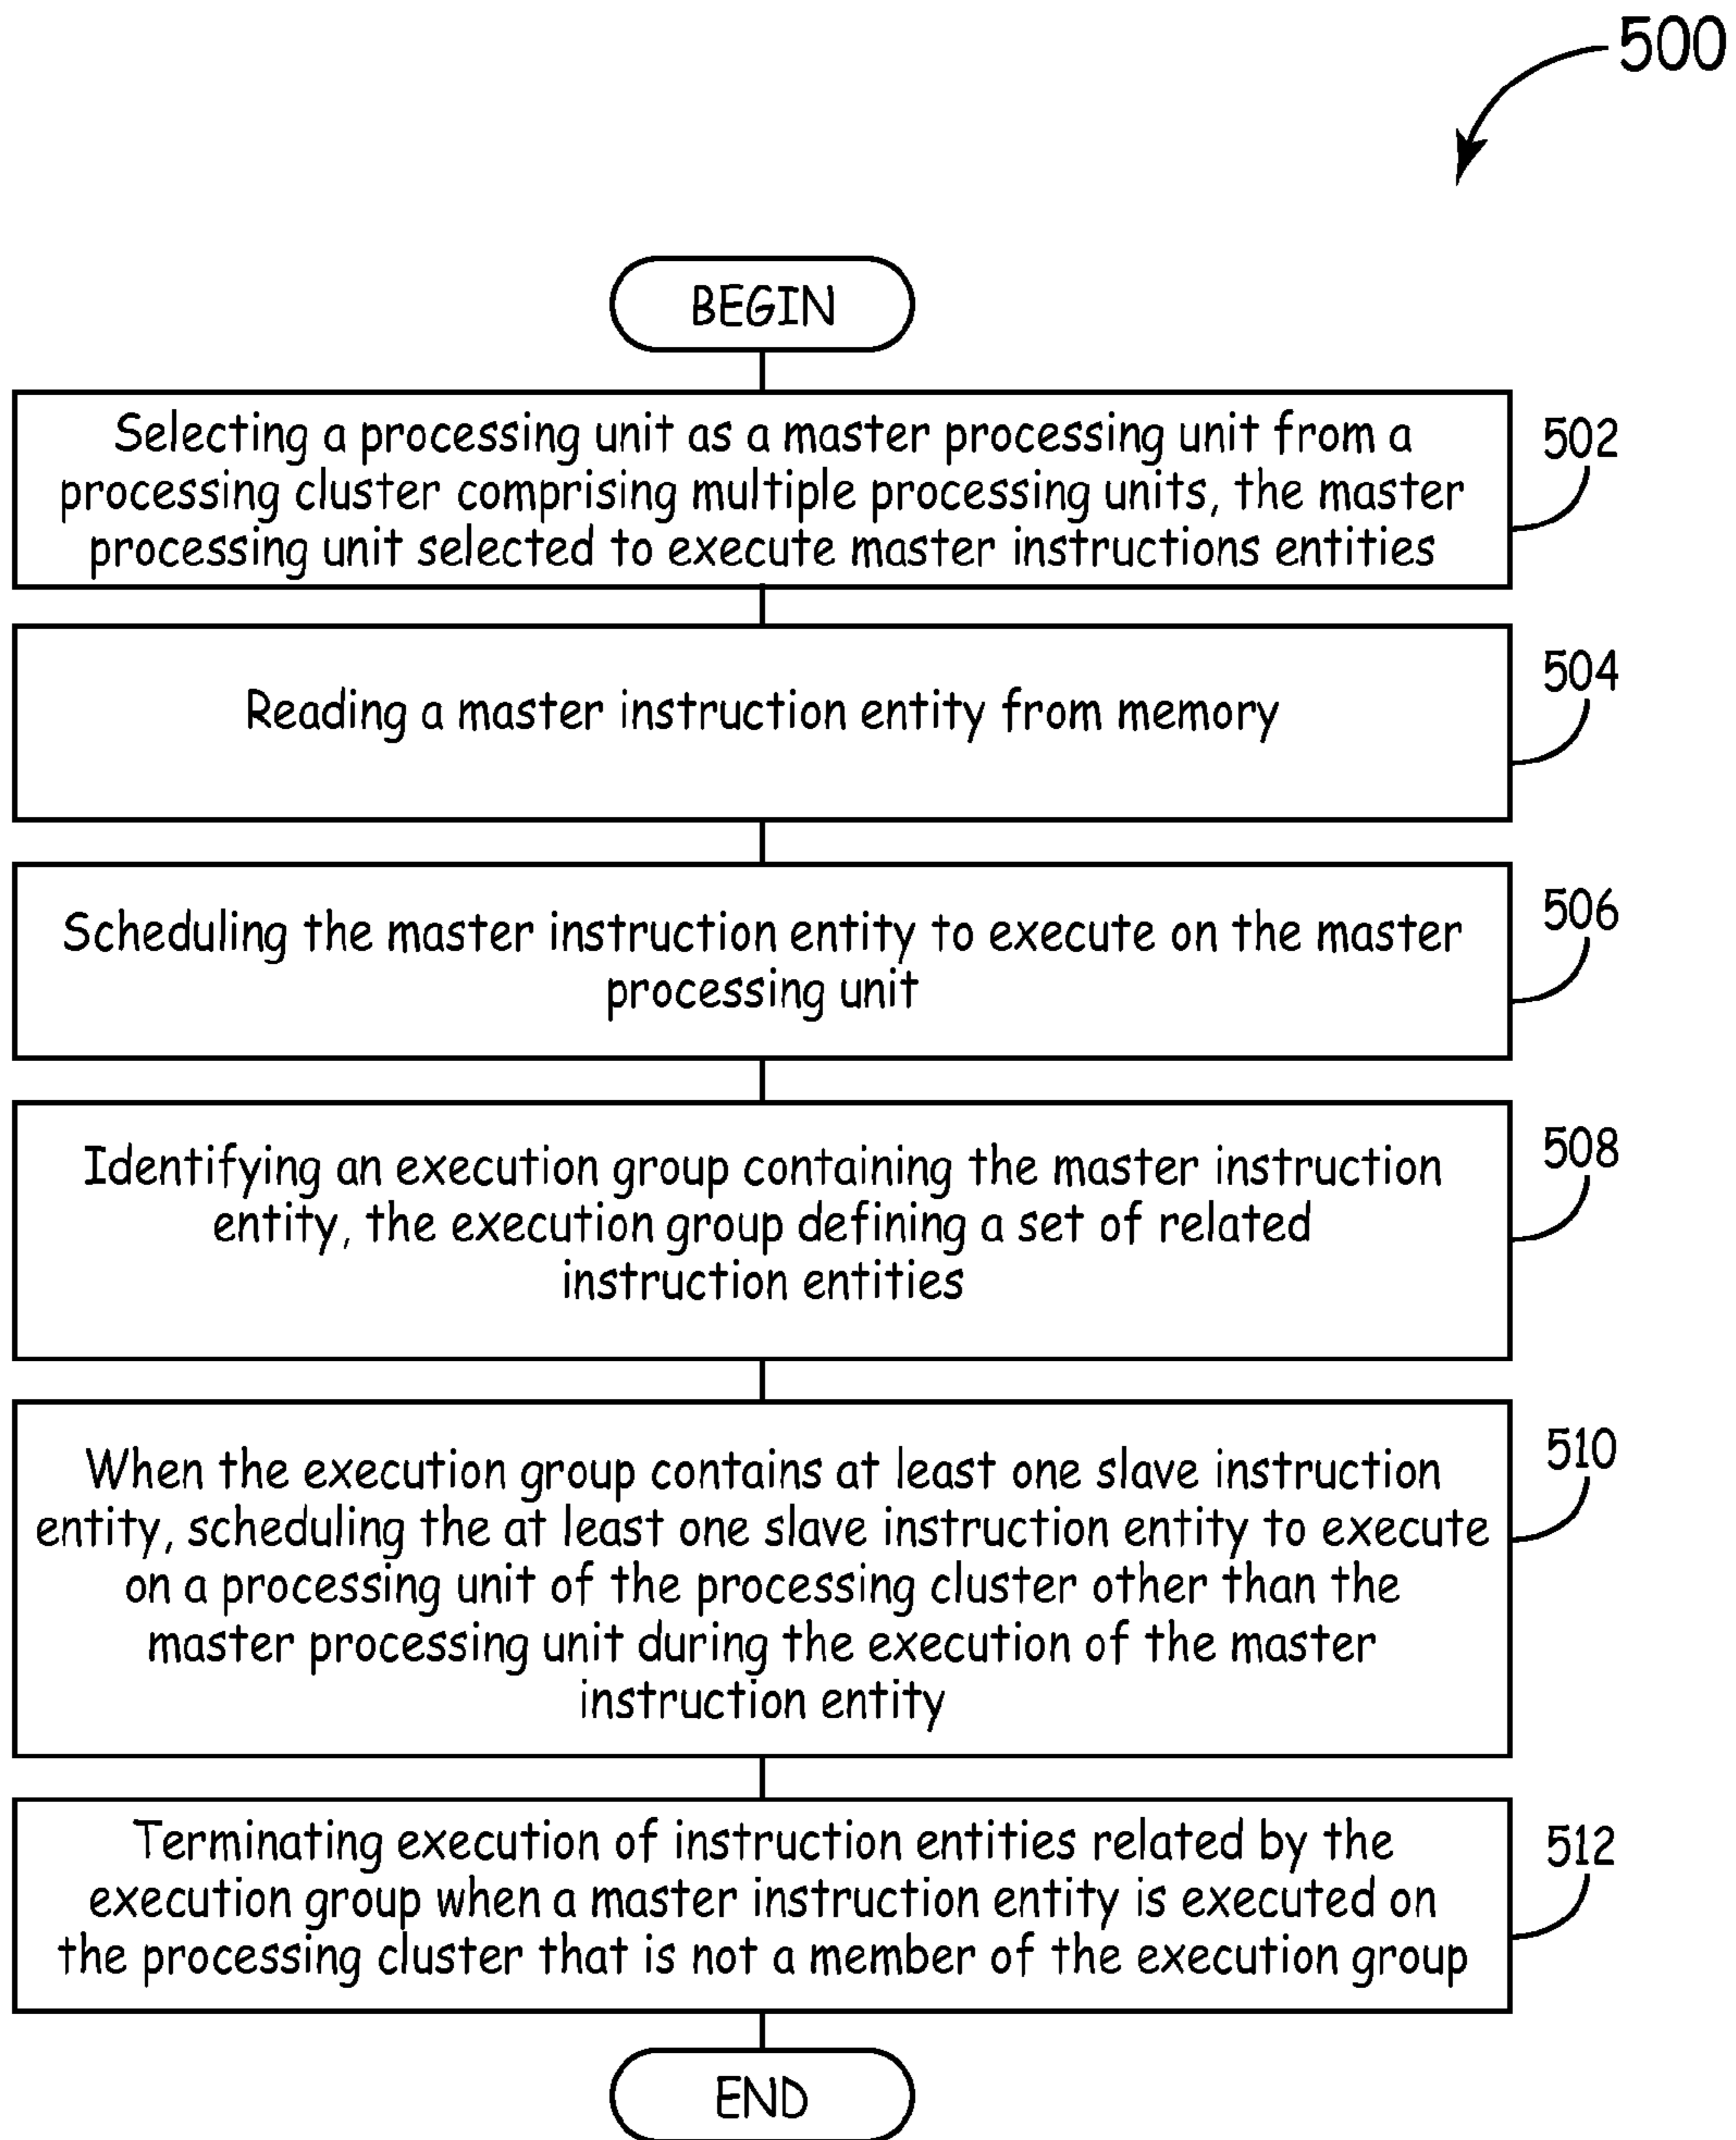 500
BEGIN
Selecting a processing unit as a master processing unit from a
processing cluster comprising multiple processing units, the master
processing unit selected to execute master instructions entities
502
Reading a master instruction entity from memory
504
Scheduling the master instruction entity to execute on the master
processing unit
506
Identifying an execution group containing the master instruction
entity, the execution group defining a set of related
instruction entities
508
When the execution group contains at least one slave instruction
entity, scheduling the at least one slave instruction entity to execute
on a processing unit of the processing cluster other than the
master processing unit during the execution of the master
instruction entity
510
Terminating execution of instruction entities related by the
execution group when a master instruction entity is executed on
the processing cluster that is not a member of the execution group
512
END